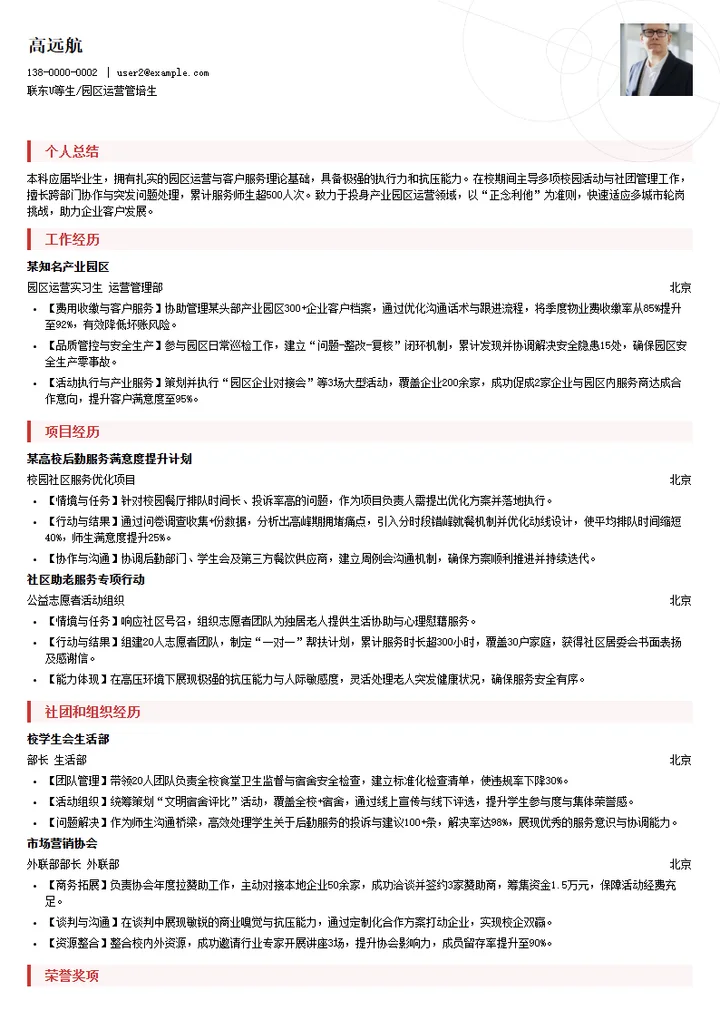 高远航
138-0000-0002 | user2@example.com
联东U等生/园区运营管培生
个人总结
本科应届毕业生，拥有扎实的园区运营与客户服务理论基础，具备极强的执行力和抗压能力。在校期间主导多项校园活动与社团管理工作，
擅长跨部门协作与突发问题处理，累计服务师生超500人次。致力于投身产业园区运营领域，以“正念利他”为准则，快速适应多城市轮岗
挑战，助力企业客户发展。
工作经历
某知名产业园区
园区运营实习生 运营管理部 北京
• 【费用收缴与客户服务】协助管理某头部产业园区300+企业客户档案，通过优化沟通话术与跟进流程，将季度物业费收缴率从85%提升
至92%，有效降低坏账风险。
• 【品质管控与安全生产】参与园区日常巡检工作，建立“问题-整改-复核”闭环机制，累计发现并协调解决安全隐患15处，确保园区安
全生产零事故。
• 【活动执行与产业服务】策划并执行“园区企业对接会”等3场大型活动，覆盖企业200余家，成功促成2家企业与园区内服务商达成合
作意向，提升客户满意度至95%。
项目经历
某高校后勤服务满意度提升计划
校园社区服务优化项目 北京
• 【情境与任务】针对校园餐厅排队时间长、投诉率高的问题，作为项目负责人需提出优化方案并落地执行。
• 【行动与结果】通过问卷调查收集+份数据，分析出高峰期拥堵痛点，引入分时段错峰就餐机制并优化动线设计，使平均排队时间缩短
40%，师生满意度提升25%。
• 【协作与沟通】协调后勤部门、学生会及第三方餐饮供应商，建立周例会沟通机制，确保方案顺利推进并持续迭代。
社区助老服务专项行动
公益志愿者活动组织 北京
• 【情境与任务】响应社区号召，组织志愿者团队为独居老人提供生活协助与心理慰藉服务。
• 【行动与结果】组建20人志愿者团队，制定“一对一”帮扶计划，累计服务时长超300小时，覆盖30户家庭，获得社区居委会书面表扬
及感谢信。
• 【能力体现】在高压环境下展现极强的抗压能力与人际敏感度，灵活处理老人突发健康状况，确保服务安全有序。
社团和组织经历
校学生会生活部
部长 生活部 北京
• 【团队管理】带领20人团队负责全校食堂卫生监督与宿舍安全检查，建立标准化检查清单，使违规率下降30%。
• 【活动组织】统筹策划“文明宿舍评比”活动，覆盖全校+宿舍，通过线上宣传与线下评选，提升学生参与度与集体荣誉感。
• 【问题解决】作为师生沟通桥梁，高效处理学生关于后勤服务的投诉与建议100+条，解决率达98%，展现优秀的服务意识与协调能力。
市场营销协会
外联部部长 外联部 北京
• 【商务拓展】负责协会年度拉赞助工作，主动对接本地企业50余家，成功洽谈并签约3家赞助商，筹集资金1.5万元，保障活动经费充
足。
• 【谈判与沟通】在谈判中展现敏锐的商业嗅觉与抗压能力，通过定制化合作方案打动企业，实现校企双赢。
• 【资源整合】整合校内外资源，成功邀请行业专家开展讲座3场，提升协会影响力，成员留存率提升至90%。
荣誉奖项